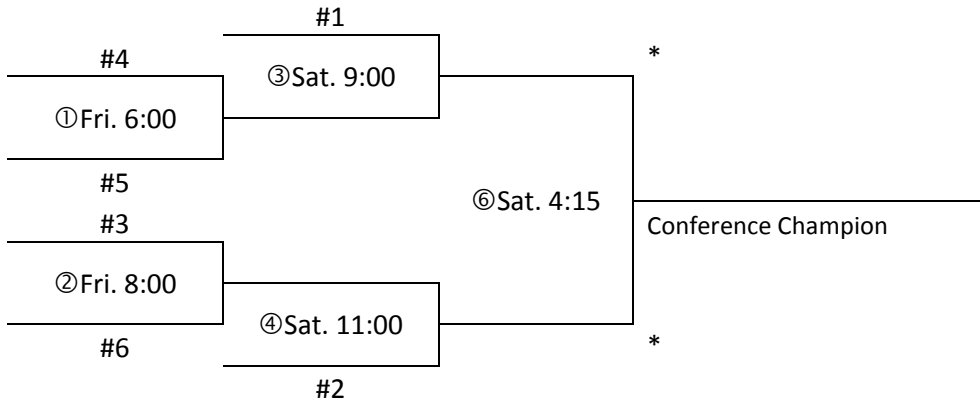 #1
*
#4
③Sat. 9:00
①Fri. 6:00
#5
⑥Sat. 4:15
#3
Conference Champion
②Fri. 8:00
④Sat. 11:00
#6
*
#2